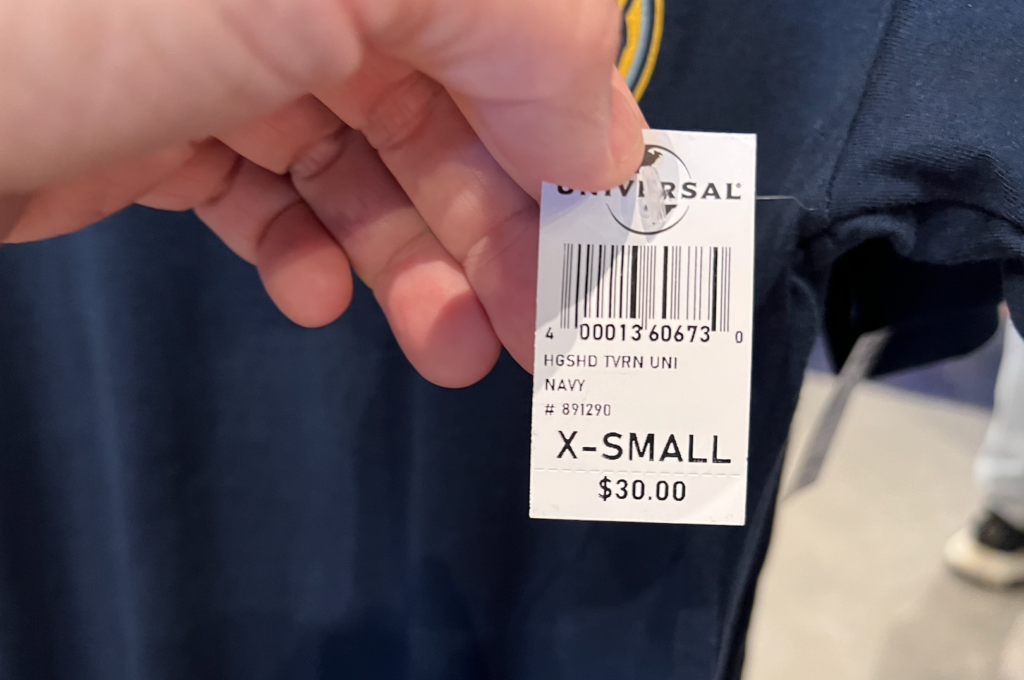 UNIVERSAL®
4 00013 60673 0
HGSHD TVRN UNI
NAVY
# 891290
X-SMALL
$30.00